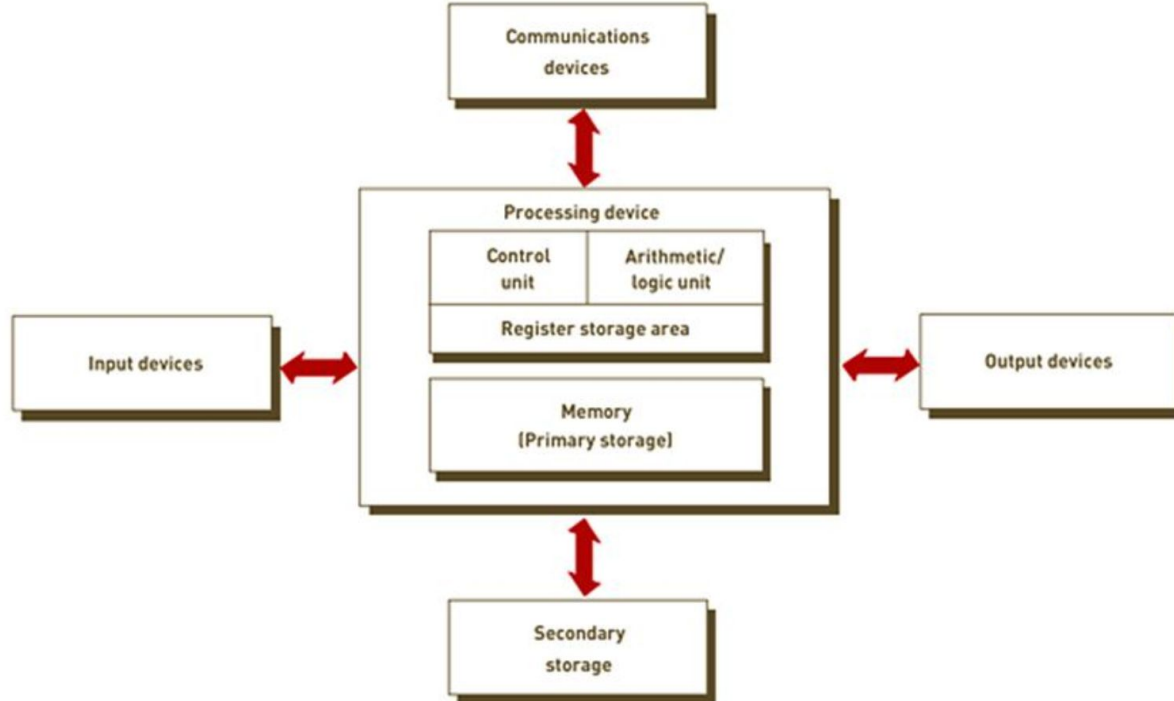 Communications
devices
Processing device
Control
unit
Arithmetic/
logic unit
Register storage area
Input devices
Output devices
Memory
(Primary storage)
Secondary
storage